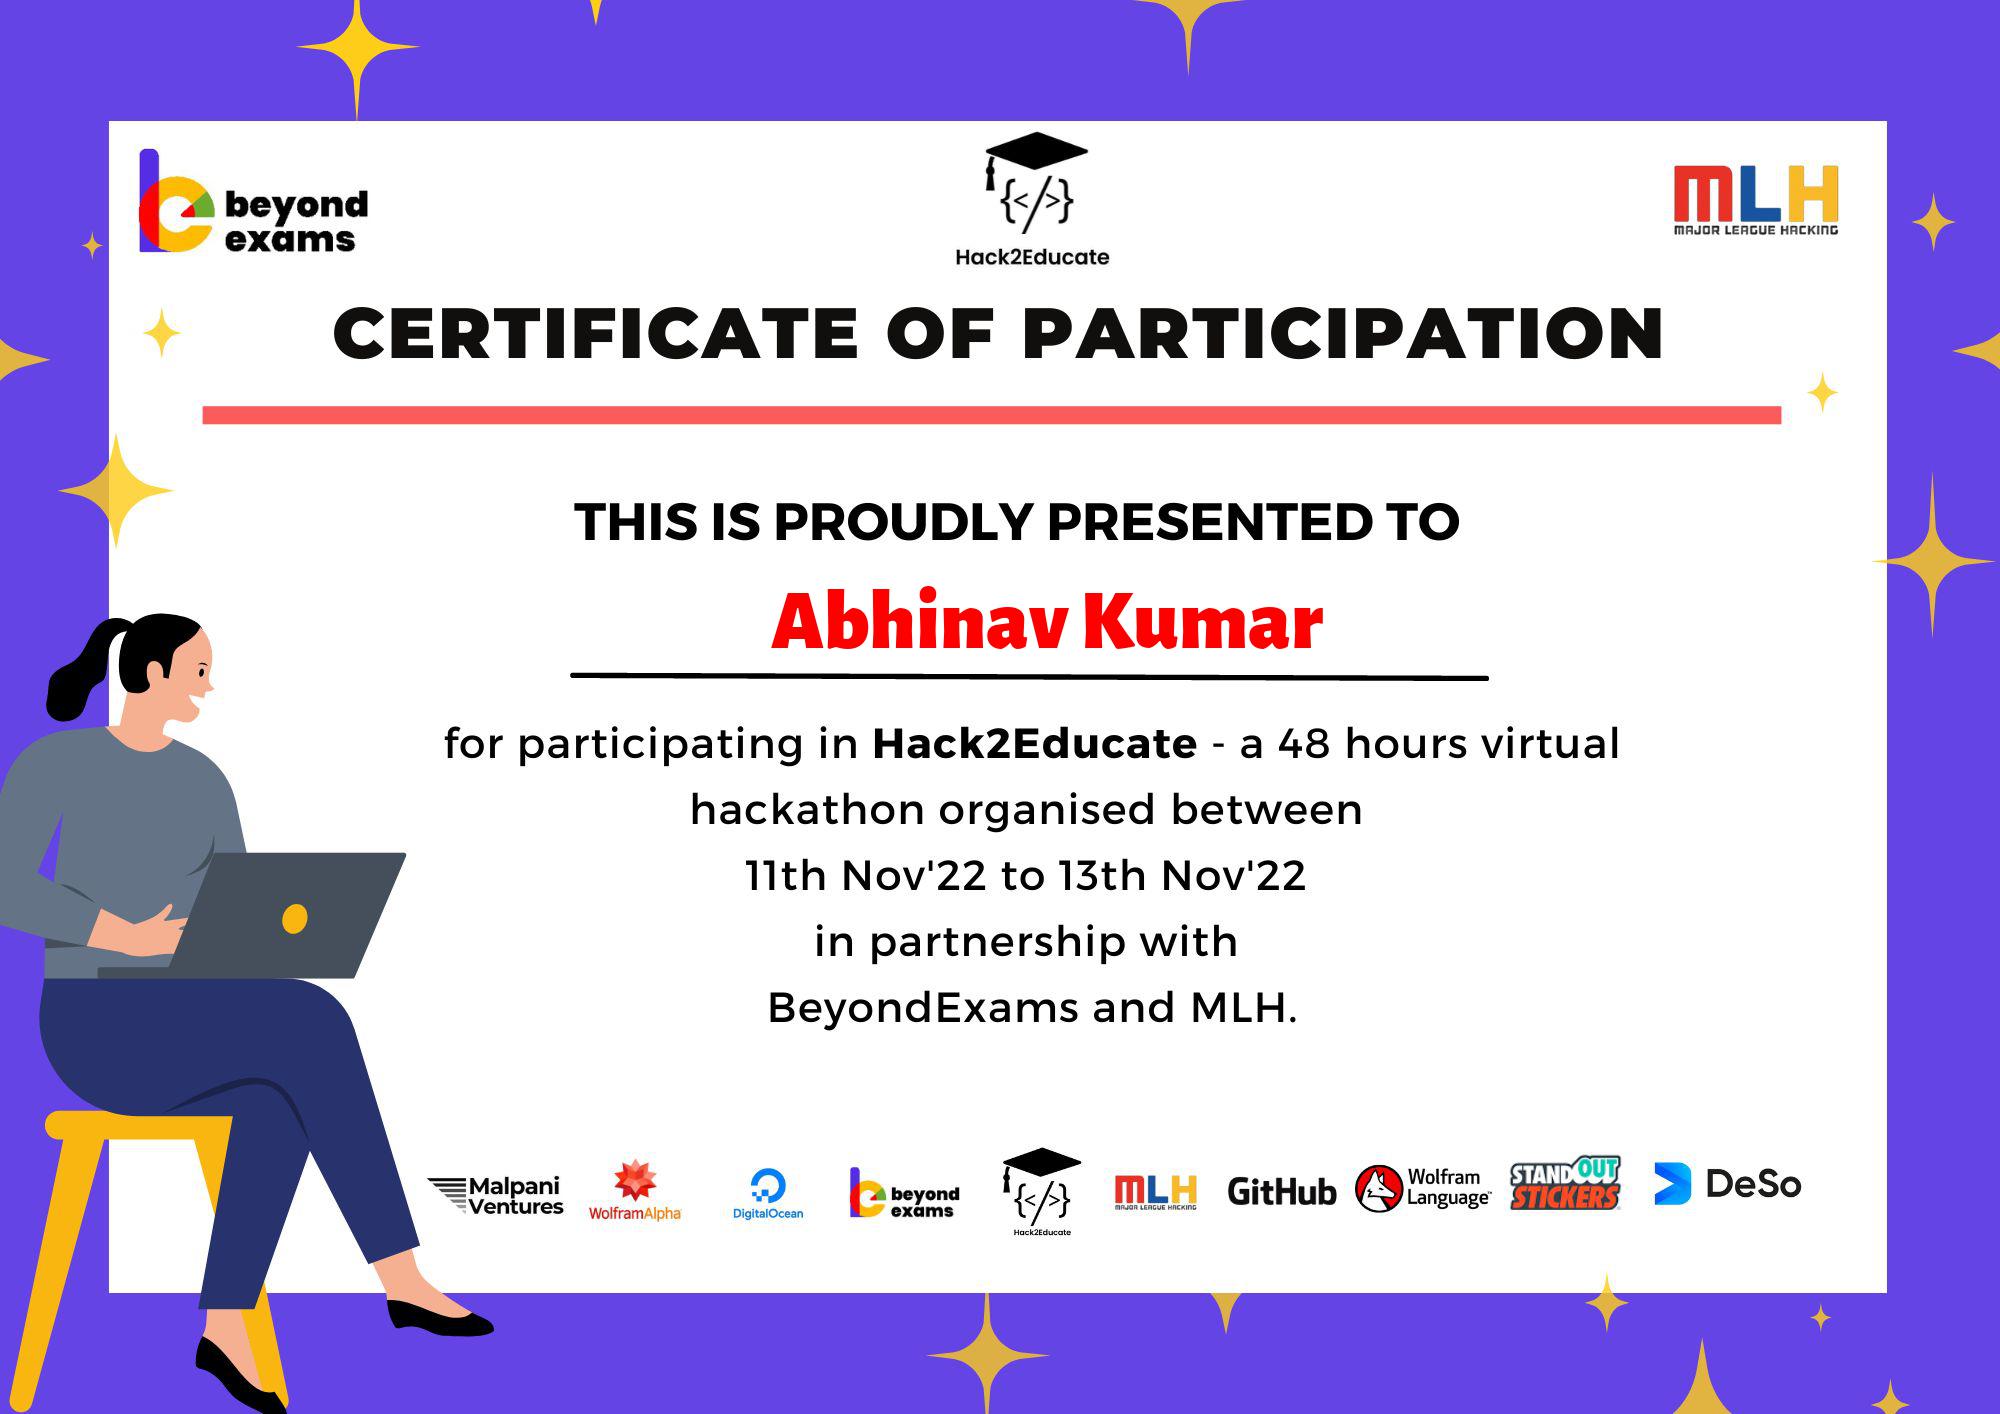 beyond
exams
Hack2Educate
MLH
MAJOR LEAGUE HACKING
CERTIFICATE OF PARTICIPATION
THIS IS PROUDLY PRESENTED TO
Abhinav Kumar
for participating in Hack2Educate - a 48 hours virtual
hackathon organised between
11th Nov'22 to 13th Nov'22
in partnership with
BeyondExams and MLH.
Malpani
Ventures
WolframAlpha
DigitalOcean
beyond
exams
Hack2Educate
MLH
MAJOR LEAGUE HACKING
GitHub
Wolfram
Language™
STANDOUT
STICKERS
DeSo